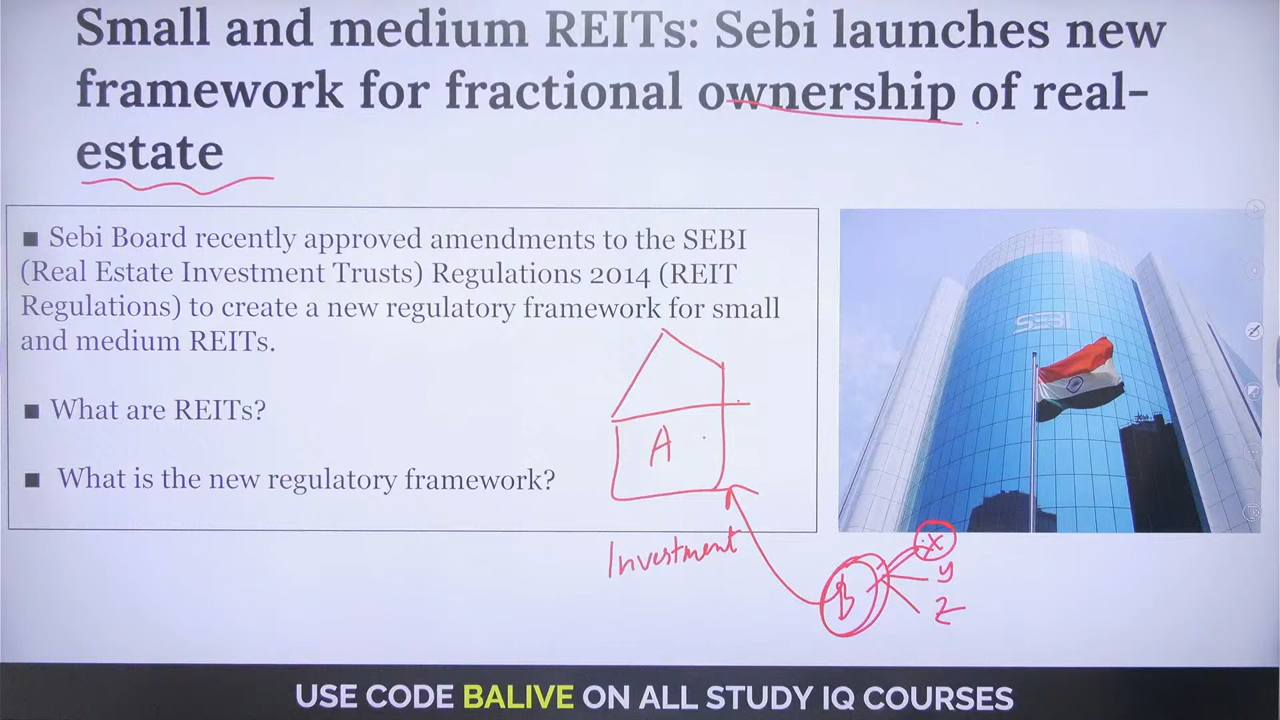 Small and medium REITs: Sebi launches new
framework for fractional ownership of real-
estate
■ Sebi Board recently approved amendments to the SEBI
(Real Estate Investment Trusts) Regulations 2014 (REIT
Regulations) to create a new regulatory framework for small
and medium REITs.
■ What are REITs?
■ What is the new regulatory framework?
SEBI
A
Investment
B
X
y
Z
USE CODE BALIVE ON ALL STUDY IQ COURSES